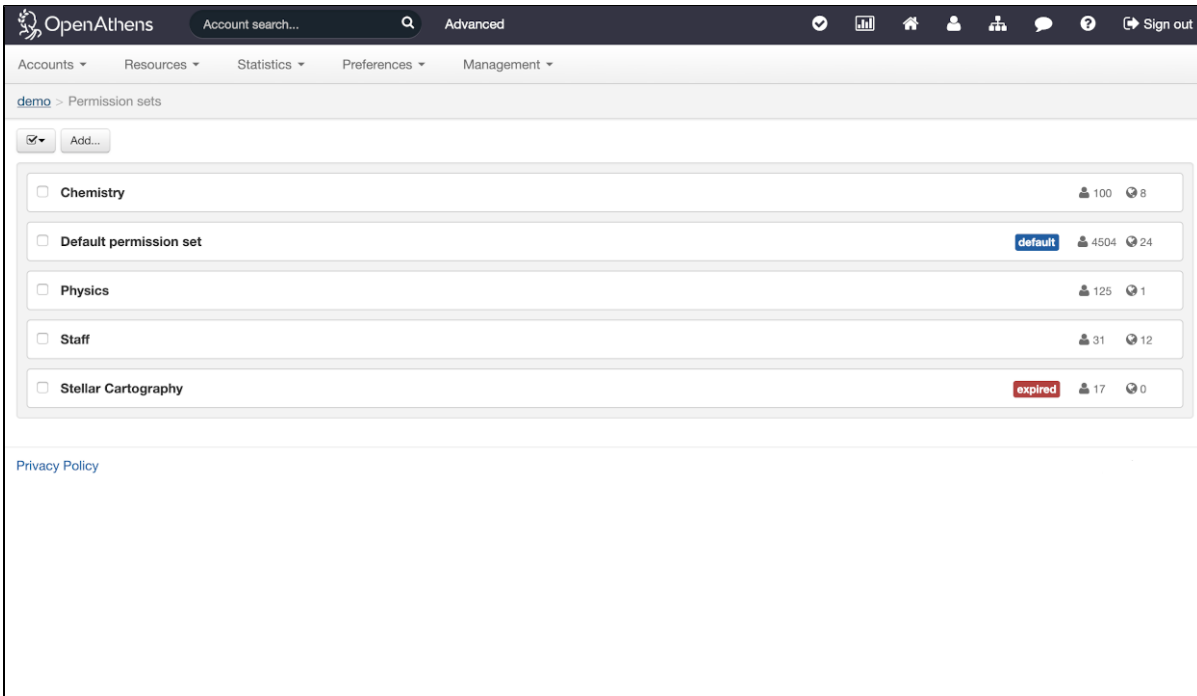 OpenAthens Account search... Advanced Sign out
Accounts Resources Statistics Preferences Management
demo > Permission sets
Add...
Chemistry 100 8
Default permission set default 4504 24
Physics 125 1
Staff 31 12
Stellar Cartography expired 17 0
Privacy Policy